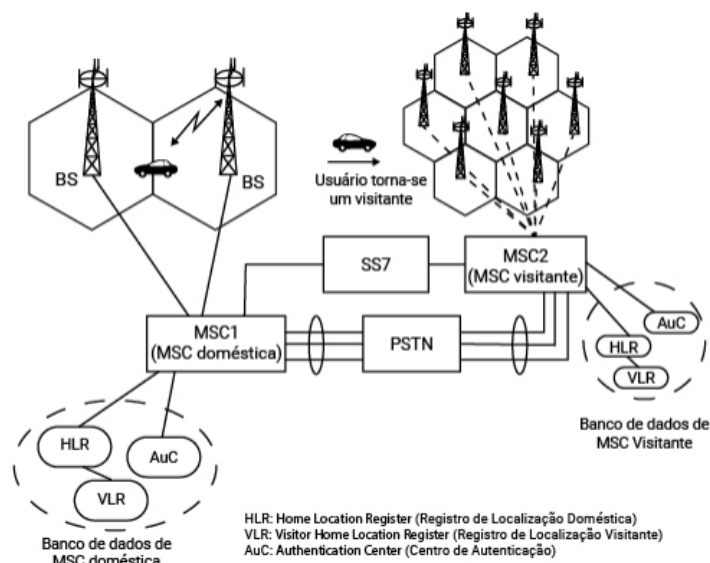 BS
BS
Usuário torna-se
um visitante
SS7
MSC2
(MSC visitante)
MSC1
(MSC doméstica)
PSTN
AuC
HLR
VLR
Banco de dados de
MSC Visitante
HLR
AuC
VLR
Banco de dados de
MSC doméstica
HLR: Home Location Register (Registro de Localização Doméstica)
VLR: Visitor Home Location Register (Registro de Localização Visitante)
AuC: Authentication Center (Centro de Autenticação)